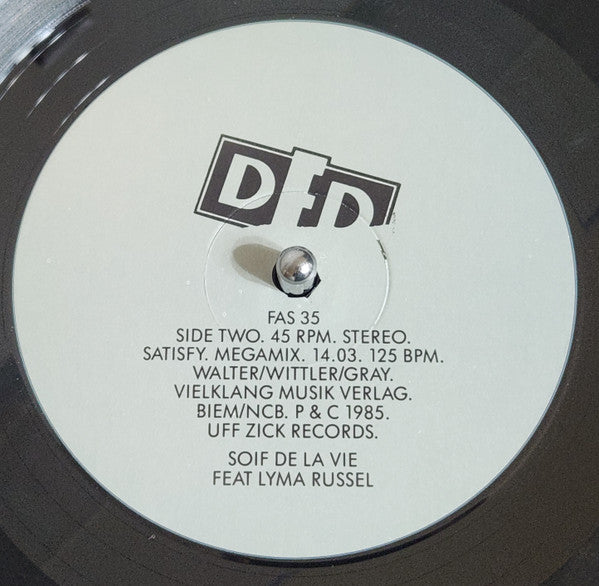 DFD
FAS 35
SIDE TWO. 45 RPM. STEREO.
SATISFY. MEGAMIX. 14.03. 125 BPM.
WALTER/WITTLER/GRAY.
VIELKLANG MUSIK VERLAG.
BIEM/NCB. P & C 1985.
UFF ZICK RECORDS.
SOIF DE LA VIE
FEAT LYMA RUSSEL